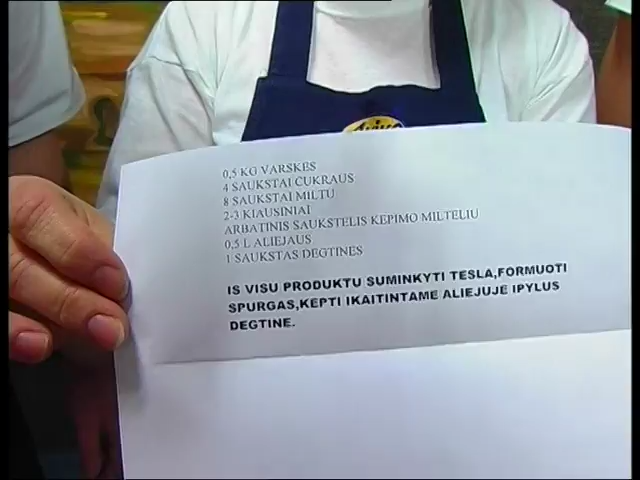 0,5 KG VARSKES
4 SAUKSTAI CUKRAUS
8 SAUKSTAI MILTU
2-3 KIAUSINIAI
ARBATINIS SAUKSTELIS KEPIMO MILTELIU
0,5 L ALIEJAUS
1 SAUKSTAS DEGTINES
IS VISU PRODUKTU SUMINKYTI TESLA,FORMUOTI
SPURGAS,KEPTI IKAITINTAME ALIEJUJE IPYLUS
DEGTINE.